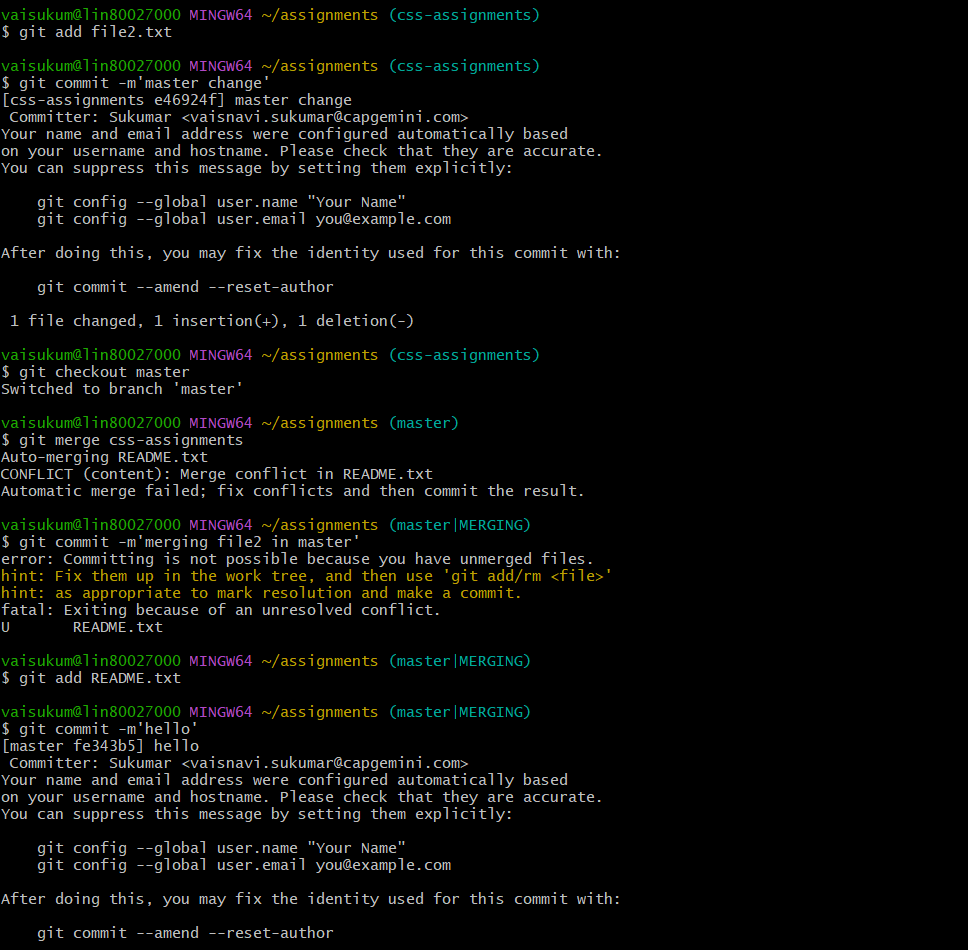 vaisukum@lin80027000 MINGW64 ~/assignments (css-assignments)
$ git add file2.txt
vaisukum@lin80027000 MINGW64 ~/assignments (css-assignments)
$ git commit -m'master change'
[css-assignments e46924f] master change
 Committer: Sukumar <vaisnavi.sukumar@capgemini.com>
Your name and email address were configured automatically based
on your username and hostname. Please check that they are accurate.
You can suppress this message by setting them explicitly:
    git config --global user.name "Your Name"
    git config --global user.email you@example.com
After doing this, you may fix the identity used for this commit with:
    git commit --amend --reset-author
 1 file changed, 1 insertion(+), 1 deletion(-)
vaisukum@lin80027000 MINGW64 ~/assignments (css-assignments)
$ git checkout master
Switched to branch 'master'
vaisukum@lin80027000 MINGW64 ~/assignments (master)
$ git merge css-assignments
Auto-merging README.txt
CONFLICT (content): Merge conflict in README.txt
Automatic merge failed; fix conflicts and then commit the result.
vaisukum@lin80027000 MINGW64 ~/assignments (master|MERGING)
$ git commit -m'merging file2 in master'
error: Committing is not possible because you have unmerged files.
hint: Fix them up in the work tree, and then use 'git add/rm <file>'
hint: as appropriate to mark resolution and make a commit.
fatal: Exiting because of an unresolved conflict.
U       README.txt
vaisukum@lin80027000 MINGW64 ~/assignments (master|MERGING)
$ git add README.txt
vaisukum@lin80027000 MINGW64 ~/assignments (master|MERGING)
$ git commit -m'hello'
[master fe343b5] hello
 Committer: Sukumar <vaisnavi.sukumar@capgemini.com>
Your name and email address were configured automatically based
on your username and hostname. Please check that they are accurate.
You can suppress this message by setting them explicitly:
    git config --global user.name "Your Name"
    git config --global user.email you@example.com
After doing this, you may fix the identity used for this commit with:
    git commit --amend --reset-author